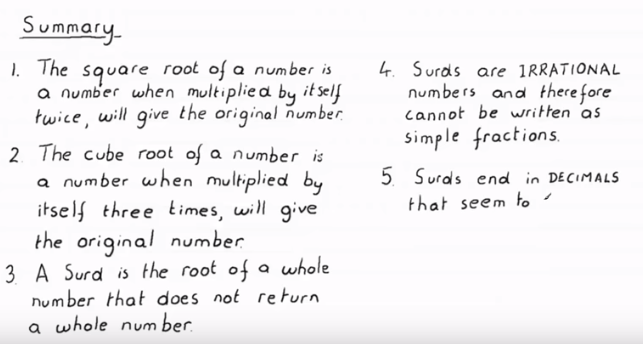 Summary
1. The square root of a number is
a number when multiplied by itself
twice, will give the original number.
2. The cube root of a number is
a number when multiplied by
itself three times, will give
the original number.
3. A Surd is the root of a whole
number that does not return
a whole number.
4. Surds are IRRATIONAL
numbers and therefore
cannot be written as
simple fractions.
5. Surds end in DECIMALS
that seem to